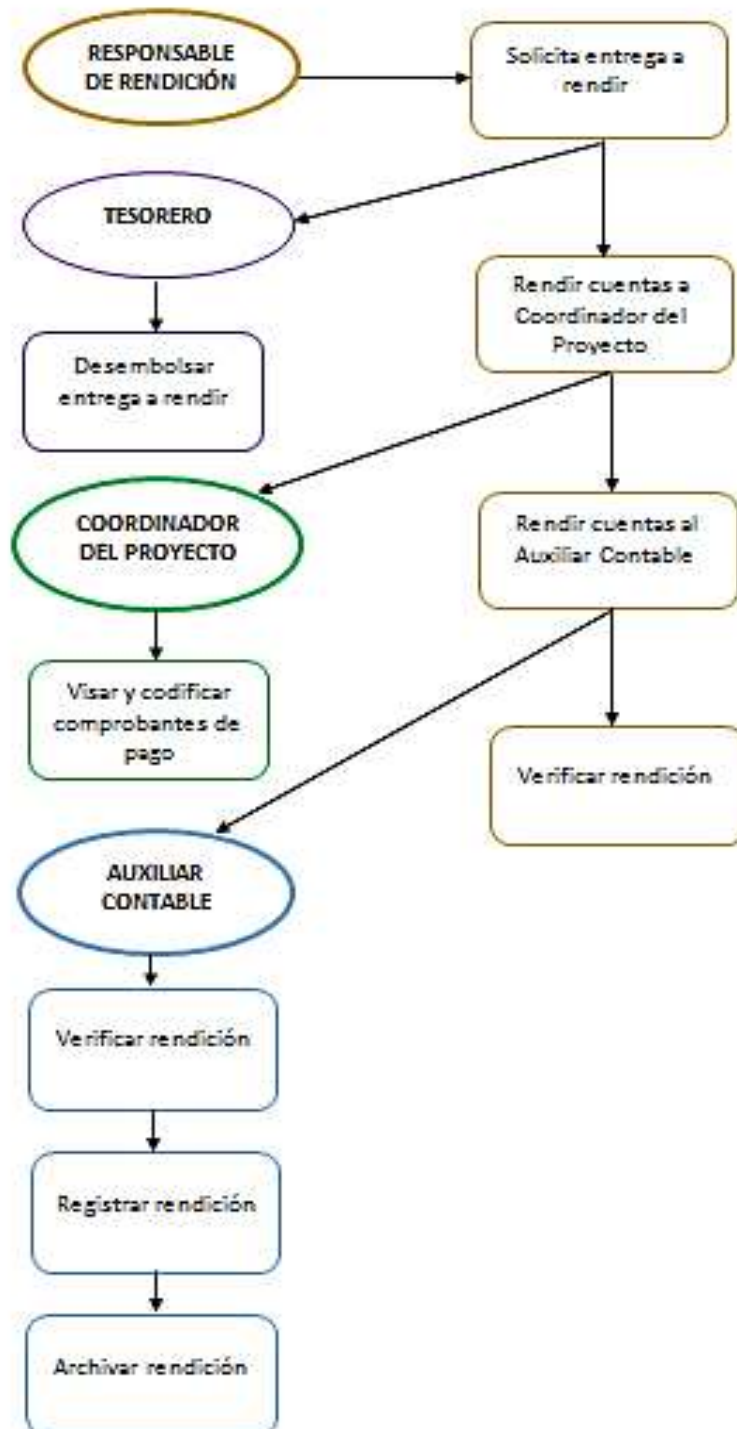 RESPONSABLE
DE RENDICIÓN
Solicita entrega a
rendir
TESORERO
Rendir cuentas a
Coordinador del
Proyecto
Desembolsar
entrega a rendir
COORDINADOR
DEL PROYECTO
Rendir cuentas al
Auxiliar Contable
Visar y codificar
comprobantes de
pago
Verificar rendición
AUXILIAR
CONTABLE
Verificar rendición
Registrar rendición
Archivar rendición